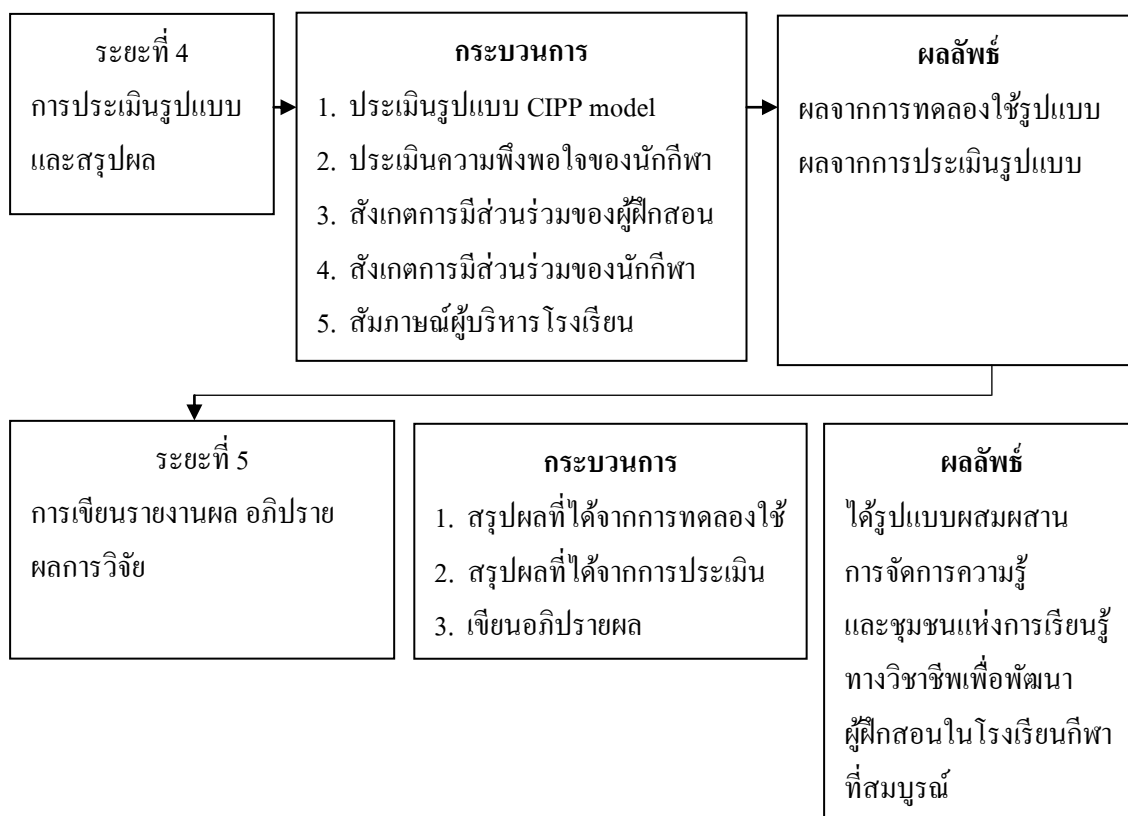 ระยะที่ 4
การประเมินรูปแบบ
และสรุปผล
กระบวนการ
1. ประเมินรูปแบบ CIPP model
2. ประเมินความพึงพอใจของนักกีฬา
3. สังเกตการมีส่วนร่วมของผู้ฝึกสอน
4. สังเกตการมีส่วนร่วมของนักกีฬา
5. สัมภาษณ์ผู้บริหารโรงเรียน
ผลลัพธ์
ผลจากการทดลองใช้รูปแบบ
ผลจากการประเมินรูปแบบ
ระยะที่ 5
การเขียนรายงานผล อภิปราย
ผลการวิจัย
กระบวนการ
1. สรุปผลที่ได้จากการทดลองใช้
2. สรุปผลที่ได้จากการประเมิน
3. เขียนอภิปรายผล
ผลลัพธ์
ได้รูปแบบผสมผสาน
การจัดการความรู้
และชุมชนแห่งการเรียนรู้
ทางวิชาชีพเพื่อพัฒนา
ผู้ฝึกสอนในโรงเรียนกีฬา
ที่สมบูรณ์